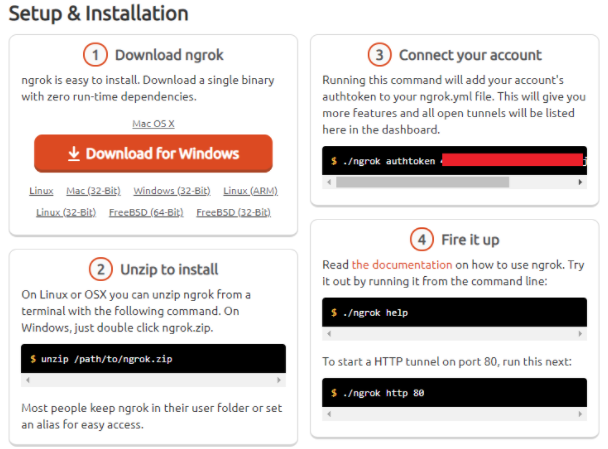 Setup & Installation
1 Download ngrok
ngrok is easy to install. Download a single binary
with zero run-time dependencies.
Mac OS X
Download for Windows
Linux Mac (32-Bit) Windows (32-Bit) Linux (ARM)
Linux (32-Bit) FreeBSD (64-Bit) FreeBSD (32-Bit)
2 Unzip to install
On Linux or OSX you can unzip ngrok from a
terminal with the following command. On
Windows, just double click ngrok.zip.
$ unzip /path/to/ngrok.zip
Most people keep ngrok in their user folder or set
an alias for easy access.
3 Connect your account
Running this command will add your account's
authtoken to your ngrok.yml file. This will give you
more features and all open tunnels will be listed
here in the dashboard.
$ ./ngrok authtoken
4 Fire it up
Read the documentation on how to use ngrok. Try
it out by running it from the command line:
$ ./ngrok help
To start a HTTP tunnel on port 80, run this next:
$ ./ngrok http 80